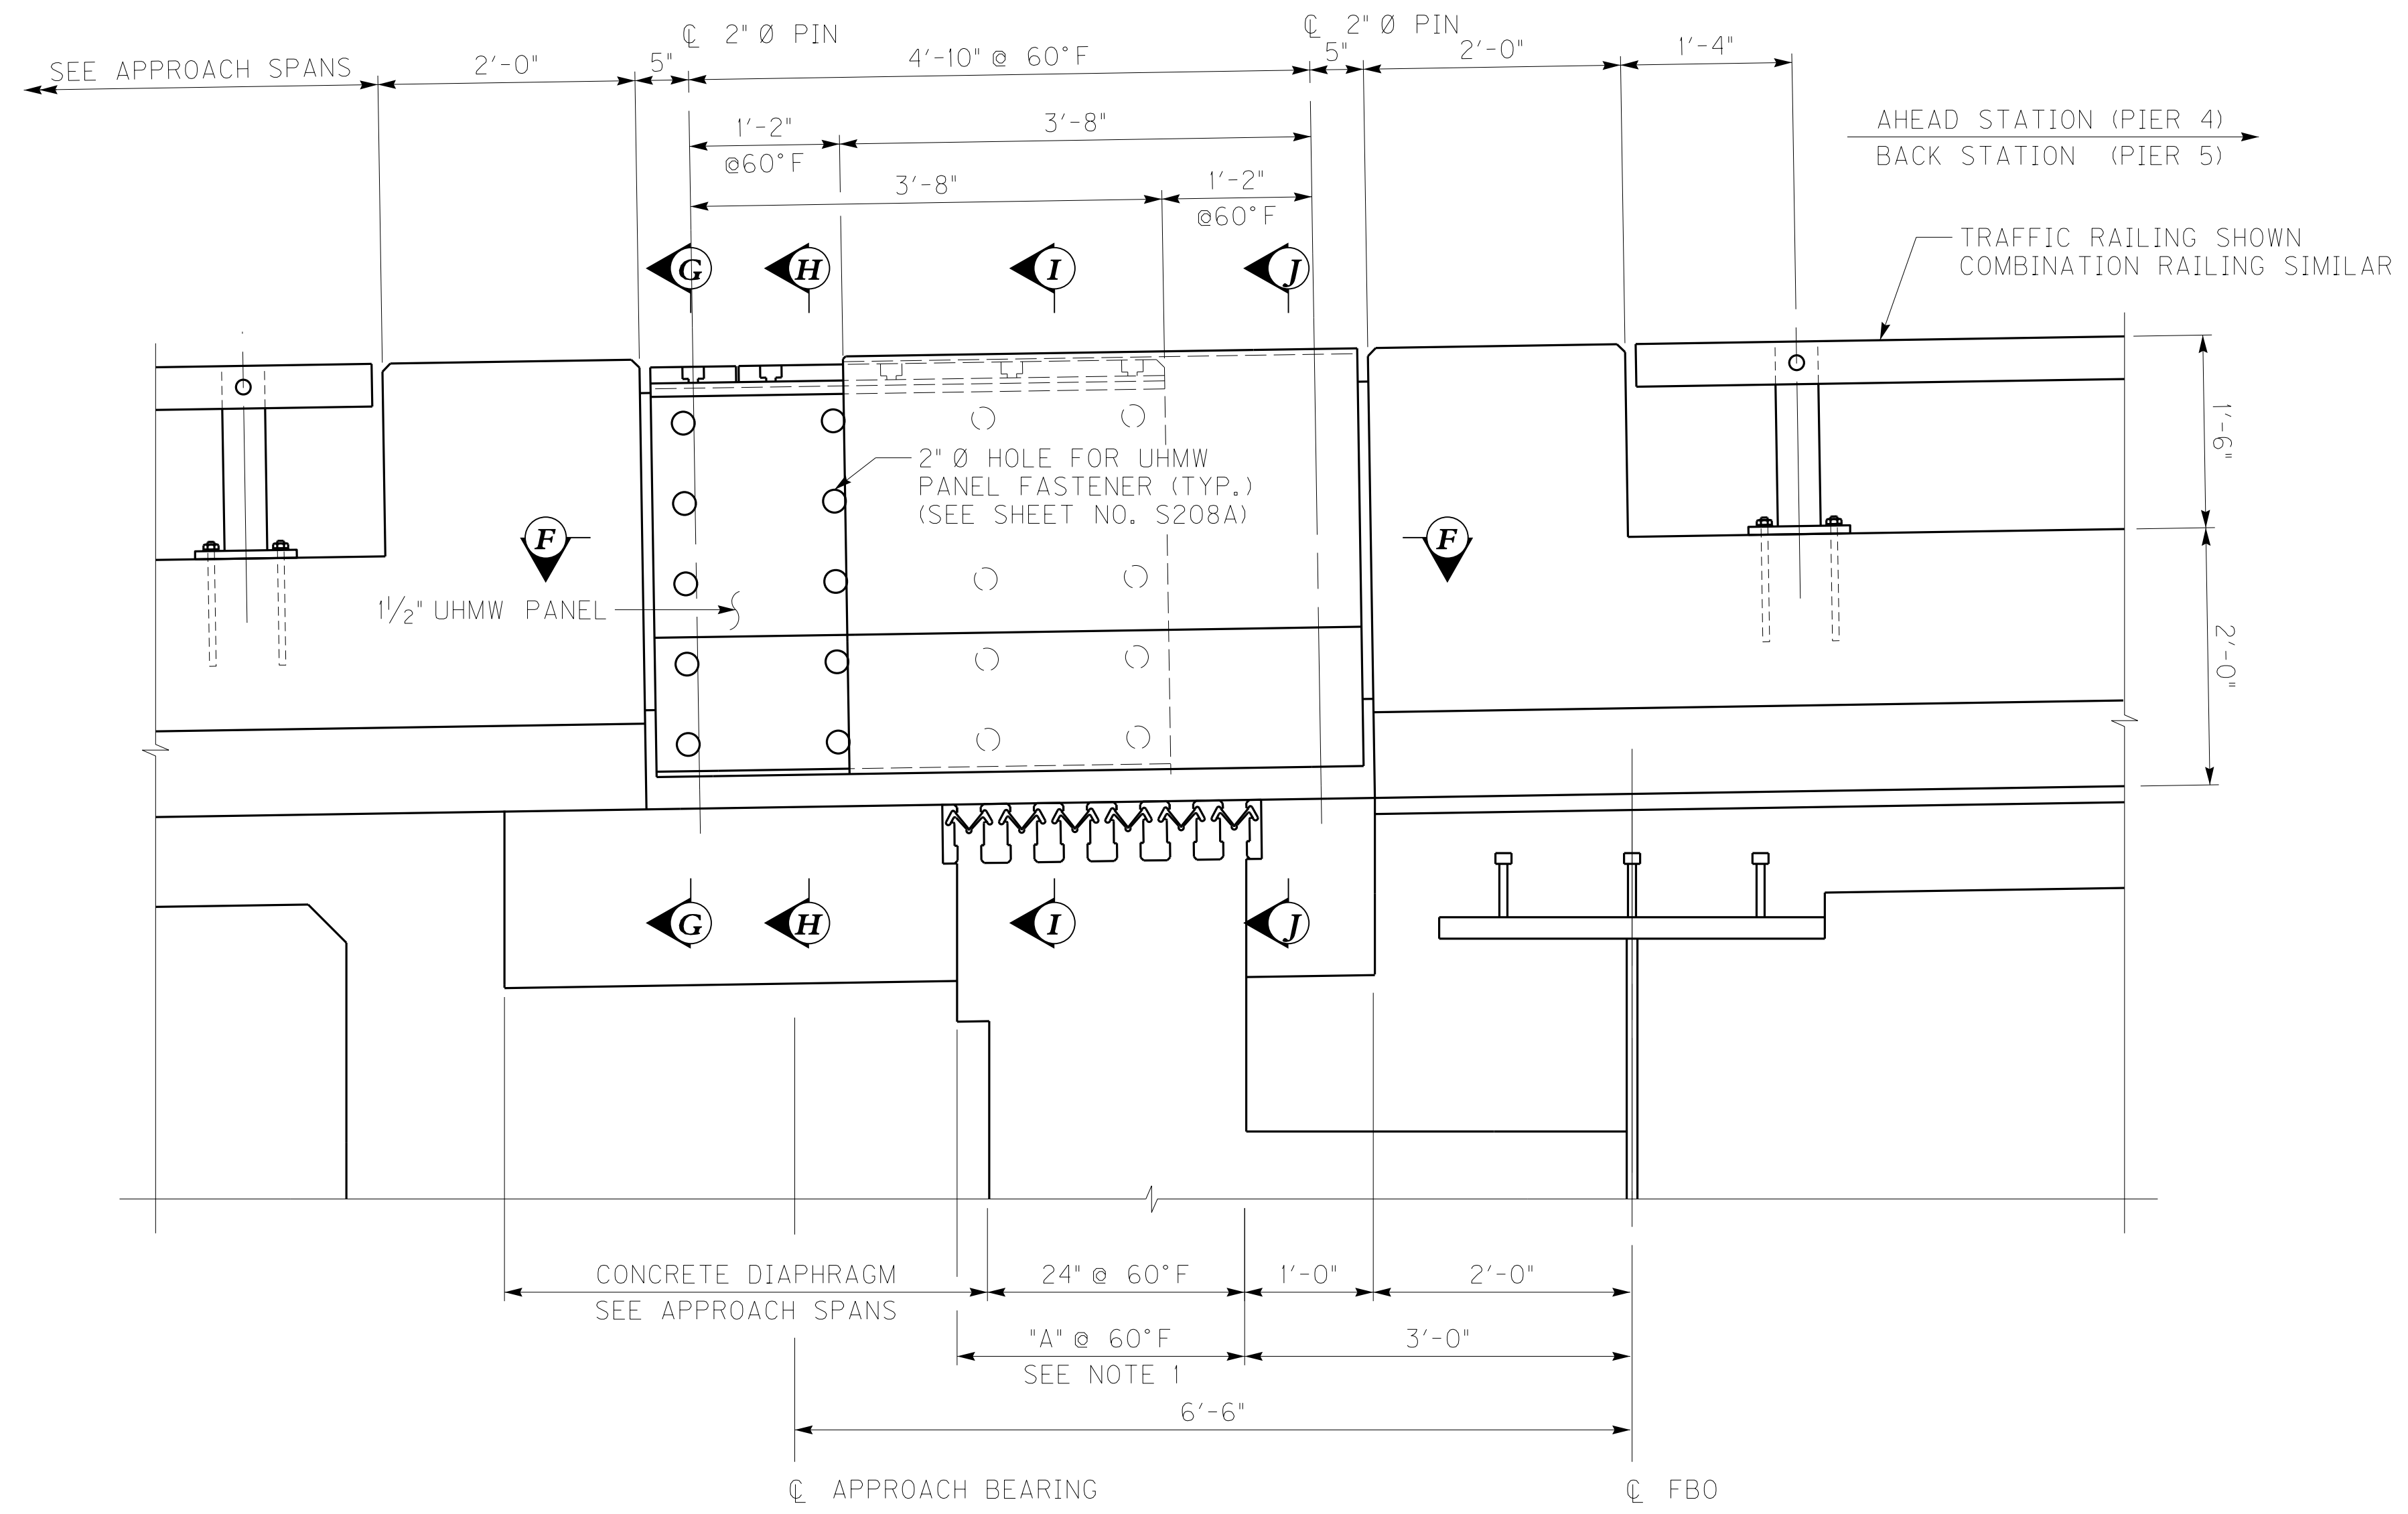 ℄ 2" Ø PIN
℄ 2" Ø PIN
SEE APPROACH SPANS
2'-0"
5"
4'-10" @ 60°F
5"
2'-0"
1'-4"
1'-2"
@60°F
3'-8"
3'-8"
1'-2"
@60°F
AHEAD STATION (PIER 4)
BACK STATION (PIER 5)
TRAFFIC RAILING SHOWN
COMBINATION RAILING SIMILAR
G
H
I
J
1'-6"
2" Ø HOLE FOR UHMW
PANEL FASTENER (TYP.)
(SEE SHEET NO. S208A)
F
F
1 1/2" UHMW PANEL
2'-0"
G
H
I
J
CONCRETE DIAPHRAGM
SEE APPROACH SPANS
24" @ 60°F
1'-0"
2'-0"
"A" @ 60°F
SEE NOTE 1
3'-0"
6'-6"
℄ APPROACH BEARING
℄ FBO